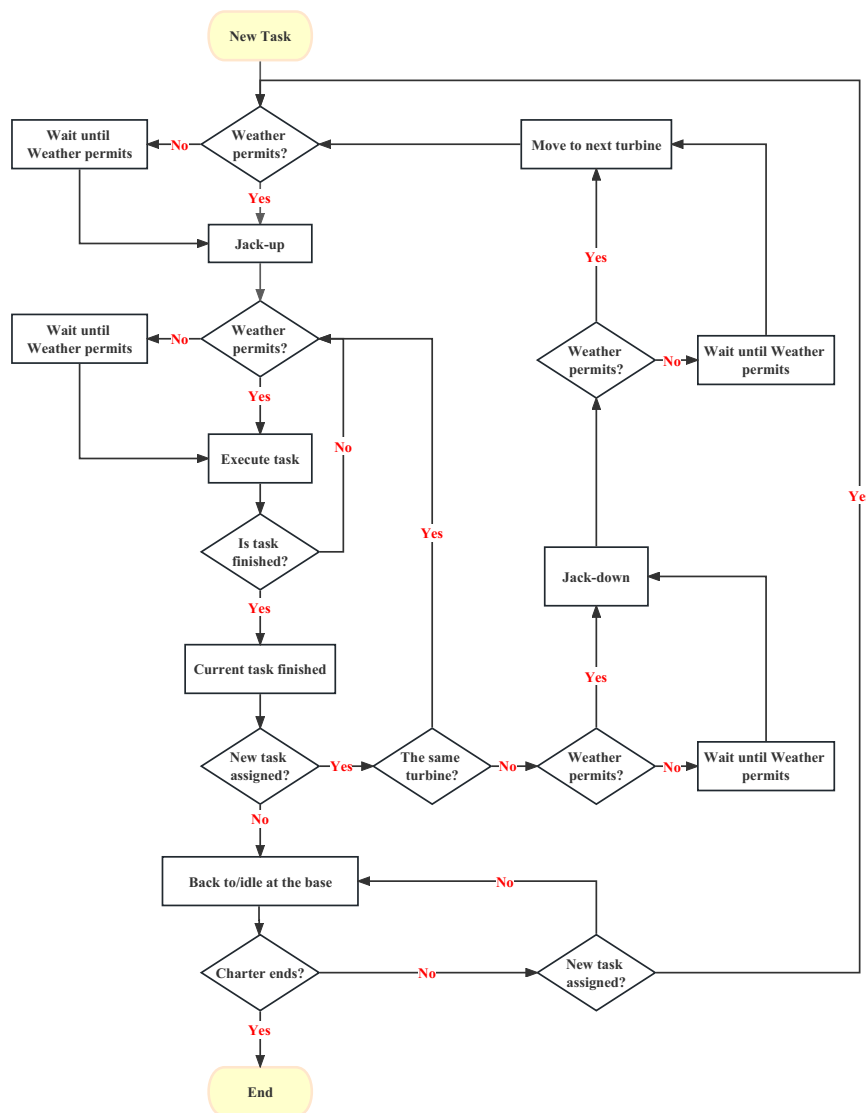 New Task
Wait until
Weather permits
No
Weather
permits?
Move to next turbine
Yes
Jack-up
Yes
Wait until
Weather permits
No
Weather
permits?
Weather
permits?
No
Wait until Weather
permits
Yes
Execute task
No
Yes
Ye
Is task
finished?
Jack-down
Yes
Current task finished
Yes
New task
assigned?
Yes
The same
turbine?
No
Weather
permits?
No
Wait until Weather
permits
No
Back to/idle at the base
No
Charter ends?
No
New task
assigned?
Yes
End